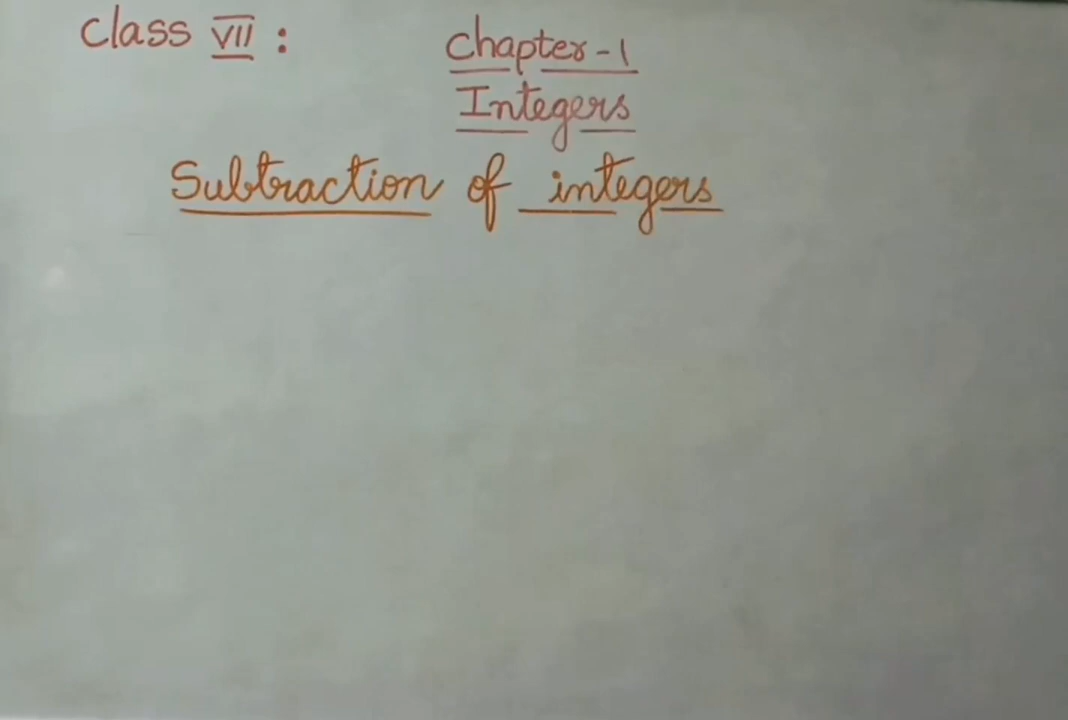 Class VII :
Chapter-1
Integers
Subtraction of integers